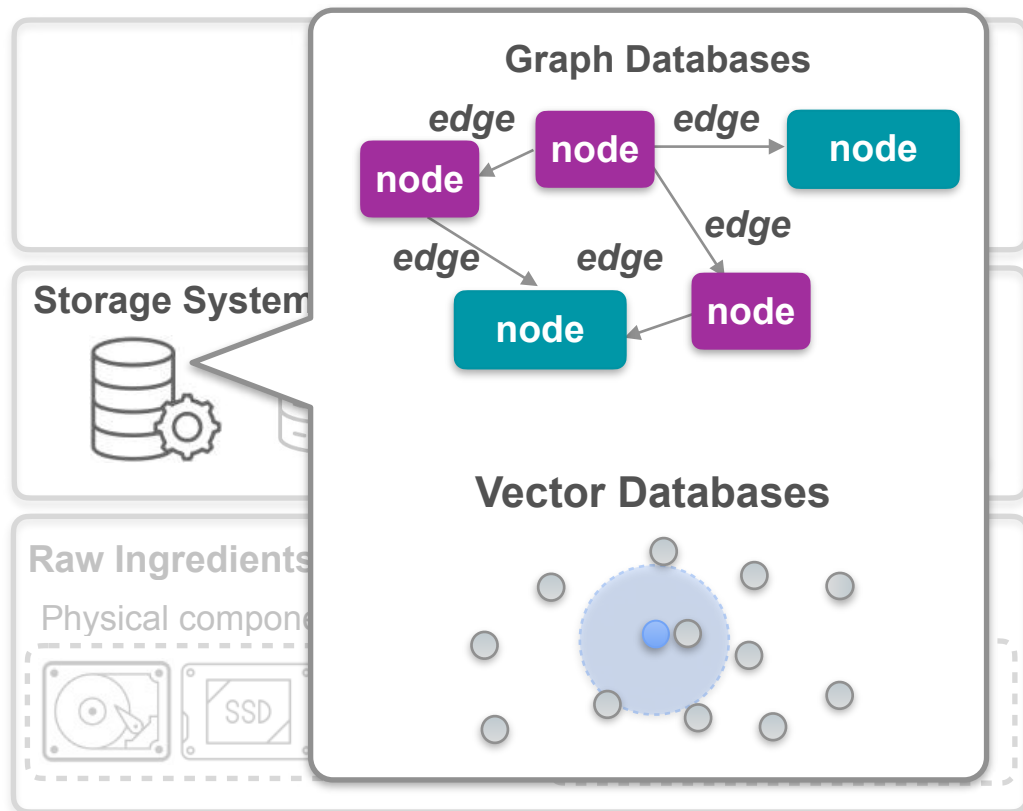 Graph Databases
edge
edge
node
node
node
edge
edge
edge
Storage System
node
node
Vector Databases
Raw Ingredients
Physical compone
SSD